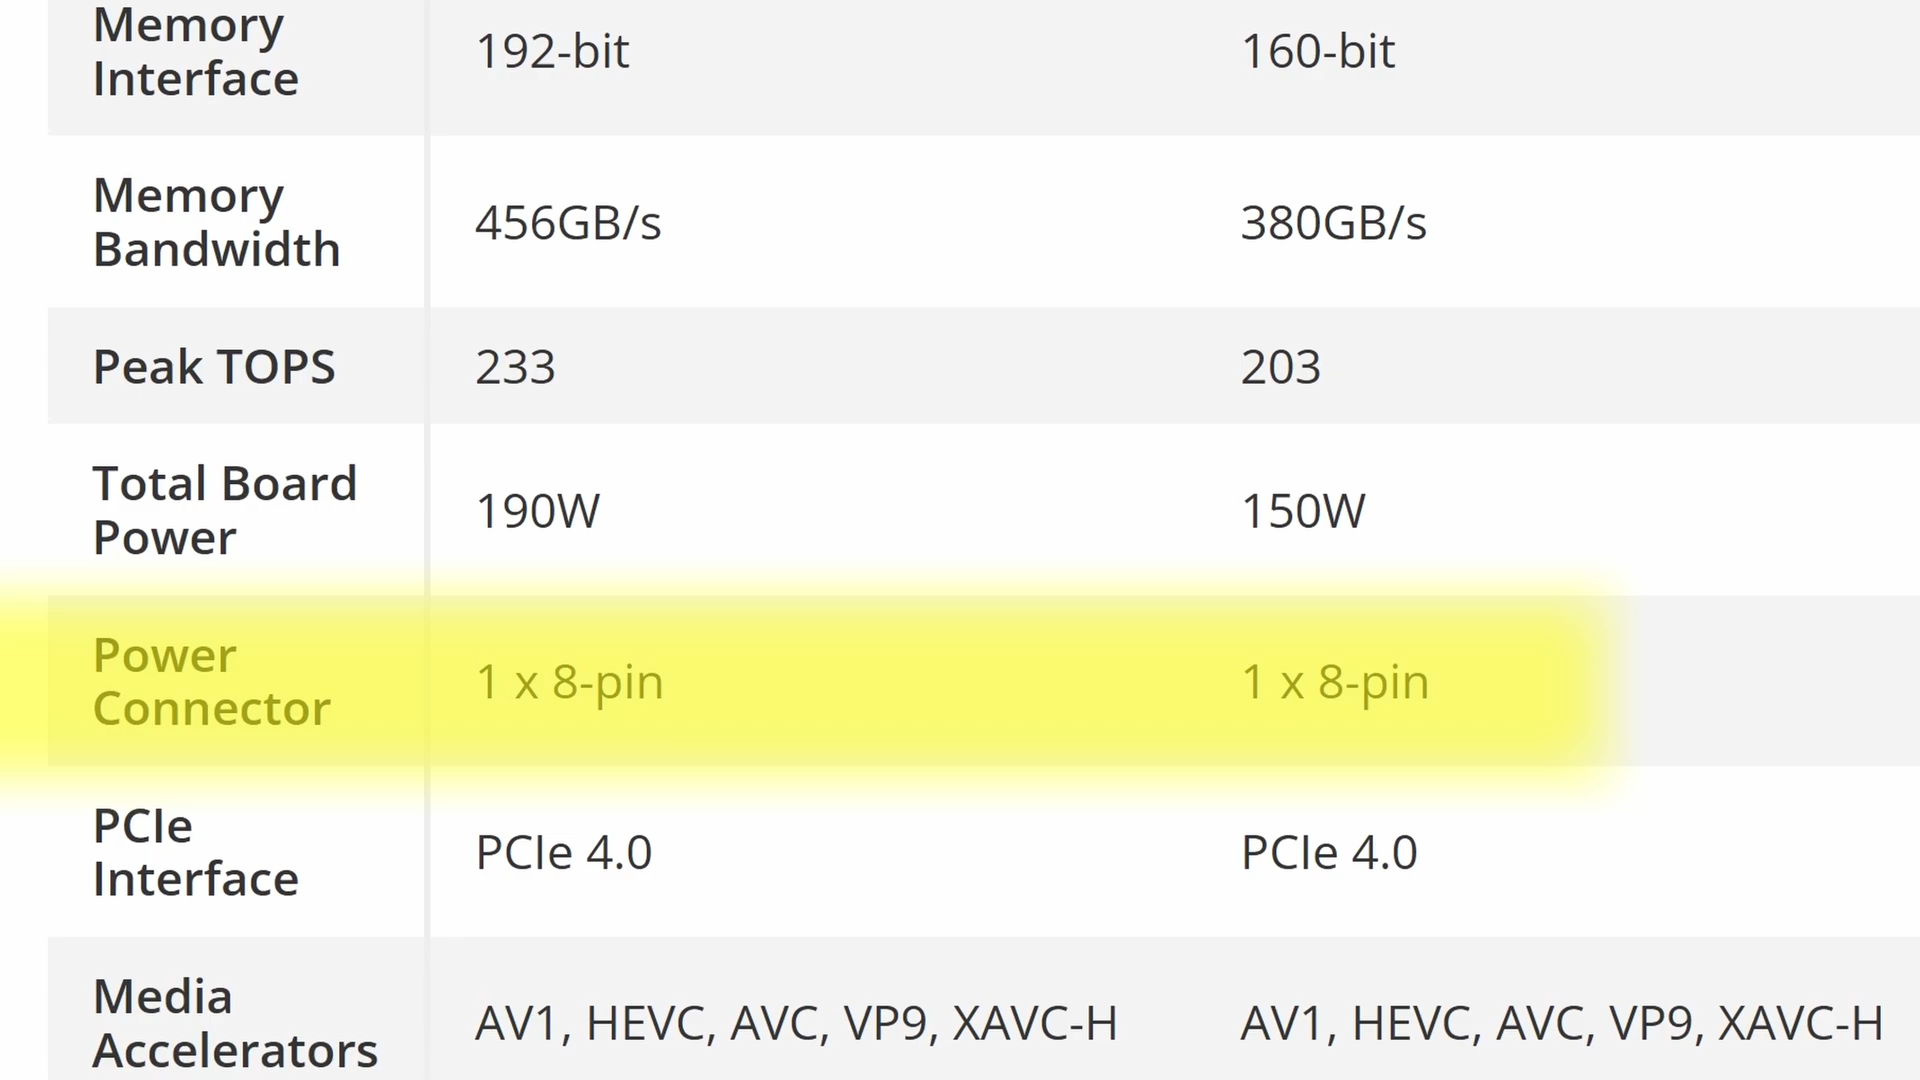 Memory
Interface
192-bit
160-bit
Memory
Bandwidth
456GB/s
380GB/s
Peak TOPS
233
203
Total Board
Power
190W
150W
Power
Connector
1 x 8-pin
1 x 8-pin
PCIe
Interface
PCIe 4.0
PCIe 4.0
Media
Accelerators
AV1, HEVC, AVC, VP9, XAVC-H
AV1, HEVC, AVC, VP9, XAVC-H